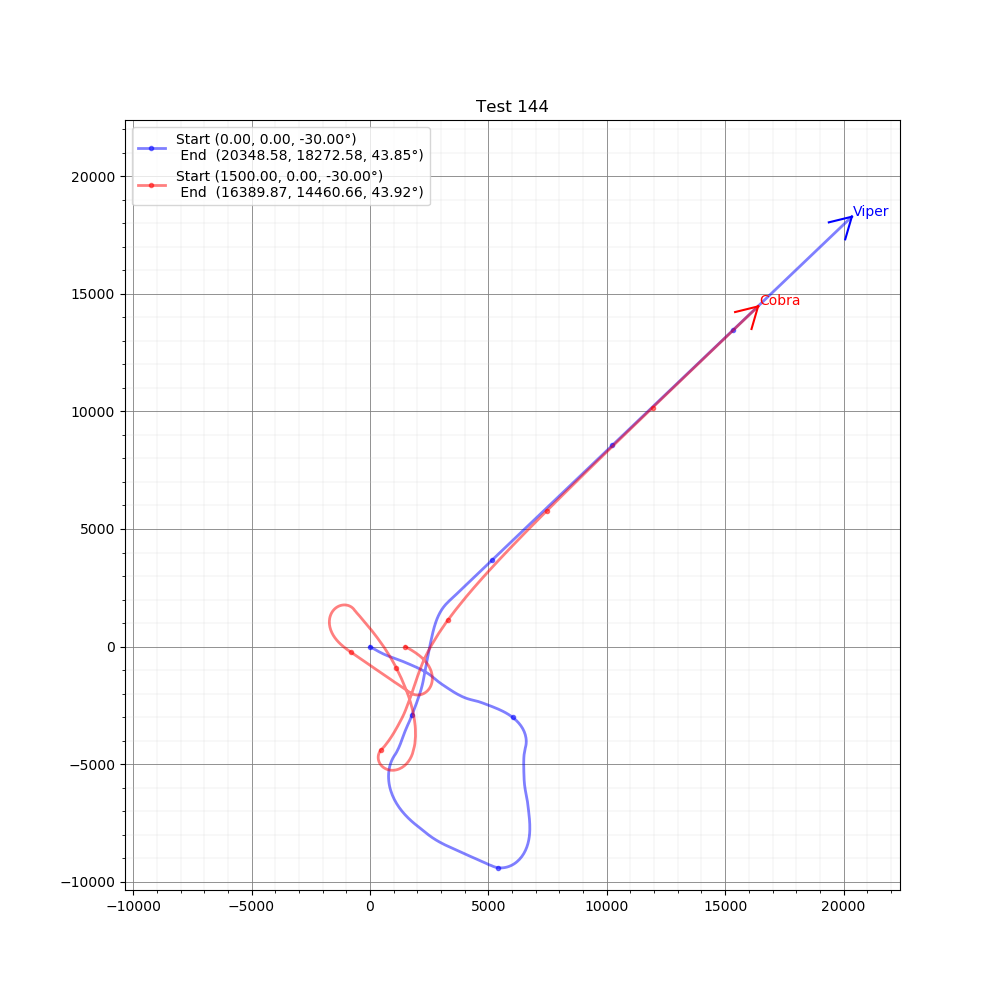 Test 144
Start (0.00, 0.00, -30.00°)
End (20348.58, 18272.58, 43.85°)
Start (1500.00, 0.00, -30.00°)
End (16389.87, 14460.66, 43.92°)
Viper
Cobra
20000
15000
10000
5000
0
−5000
−10000
−10000 −5000 0 5000 10000 15000 20000